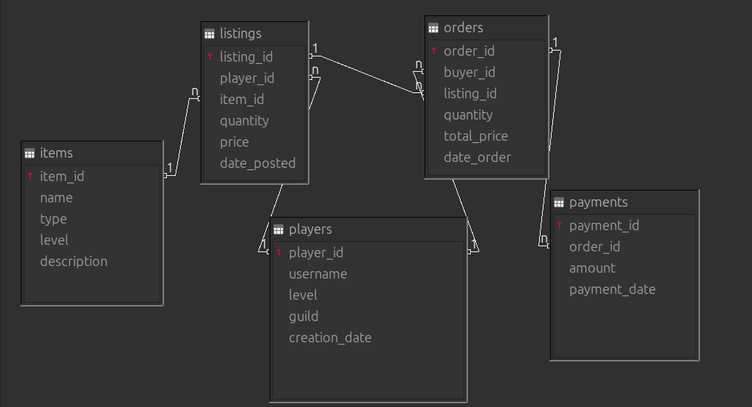 listings
listing_id
player_id
item_id
quantity
price
date_posted
1
n
n
orders
order_id
buyer_id
listing_id
quantity
total_price
date_order
1
n
n
items
item_id
name
type
level
description
1
players
player_id
username
level
guild
creation_date
1
1
payments
payment_id
order_id
amount
payment_date
n